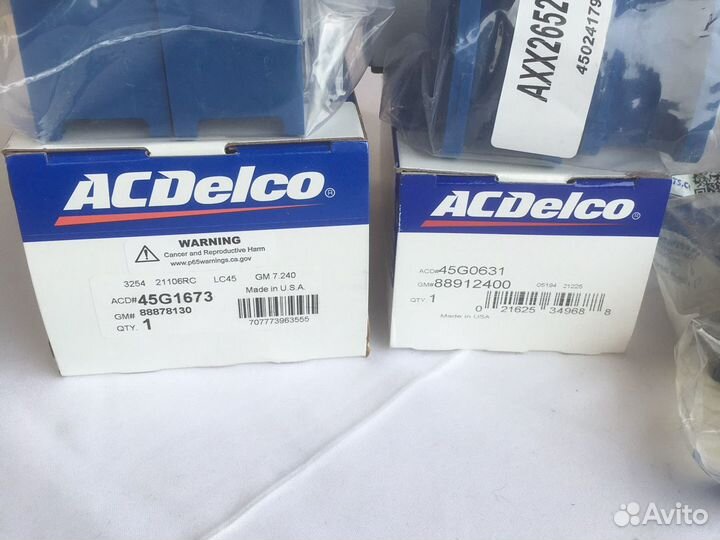 AXX2652
45024179
ACDelco®
WARNING
Cancer and Reproductive Harm
www.p65warnings.ca.gov
3254 21106RC LC45 GM 7.240
Made in U.S.A.
ACD#45G1673
GM# 88878130
QTY. 1
707773963555
ACDelco®
ACD#45G0631
GM#88912400
05194 21225
QTY. 1
0 21625 34968 8
Made in USA
Avito